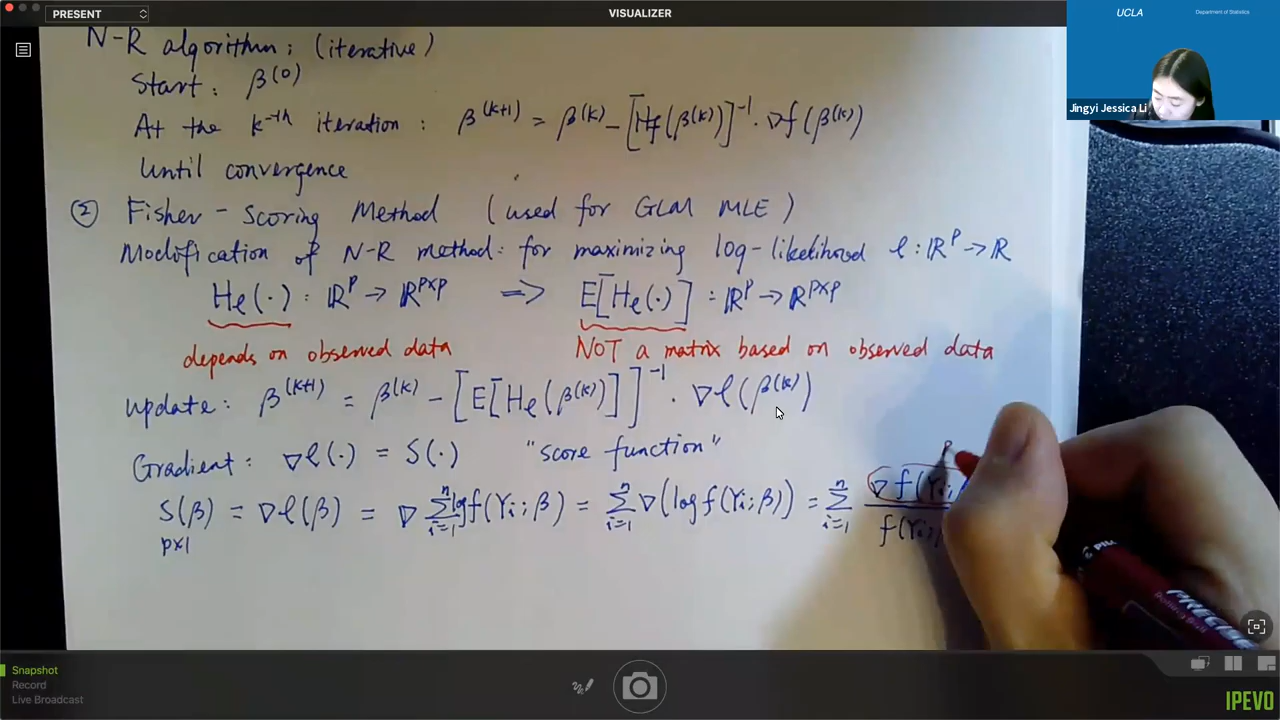 PRESENT
VISUALIZER
UCLA
Department of Statistics
Jingyi Jessica Li
N-R algorithm: (iterative)
Start: β^(0)
At the k-th iteration: β^(k+1) = β^(k) - [Hf(β^(k))]^-1 · ∇f(β^(k))
Until convergence
② Fisher-Scoring Method (used for GLM MLE)
Modification of N-R method: for maximizing log-likelihood ℓ: ℝ^p → ℝ
Hℓ(·): ℝ^p → ℝ^p×p ⇒ E[Hℓ(·)]: ℝ^p → ℝ^p×p
depends on observed data NOT a matrix based on observed data
update: β^(k+1) = β^(k) - [E[Hℓ(β^(k))]]^-1 · ∇ℓ(β^(k))
Gradient: ∇ℓ(·) = S(·) "score function"
S(β) = ∇ℓ(β) = ∇ Σ_{i=1}^n log f(Yi; β) = Σ_{i=1}^n ∇(log f(Yi; β)) = Σ_{i=1}^n ∇f(Yi;
f(Yi;
p×1
PRECISE
Snapshot
Record
Live Broadcast
IPEVO